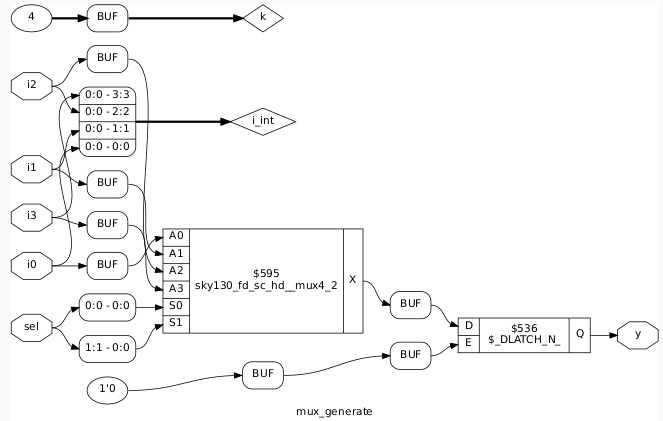 4
BUF
k
i2
BUF
0:0 - 3:3
0:0 - 2:2
0:0 - 1:1
0:0 - 0:0
i_int
i1
BUF
i3
BUF
i0
BUF
A0
A1
A2
A3
S0
S1
$595
sky130_fd_sc_hd__mux4_2
X
sel
0:0 - 0:0
1:1 - 0:0
BUF
D
E
$536
$_DLATCH_N_
Q
y
1'0
BUF
BUF
mux_generate